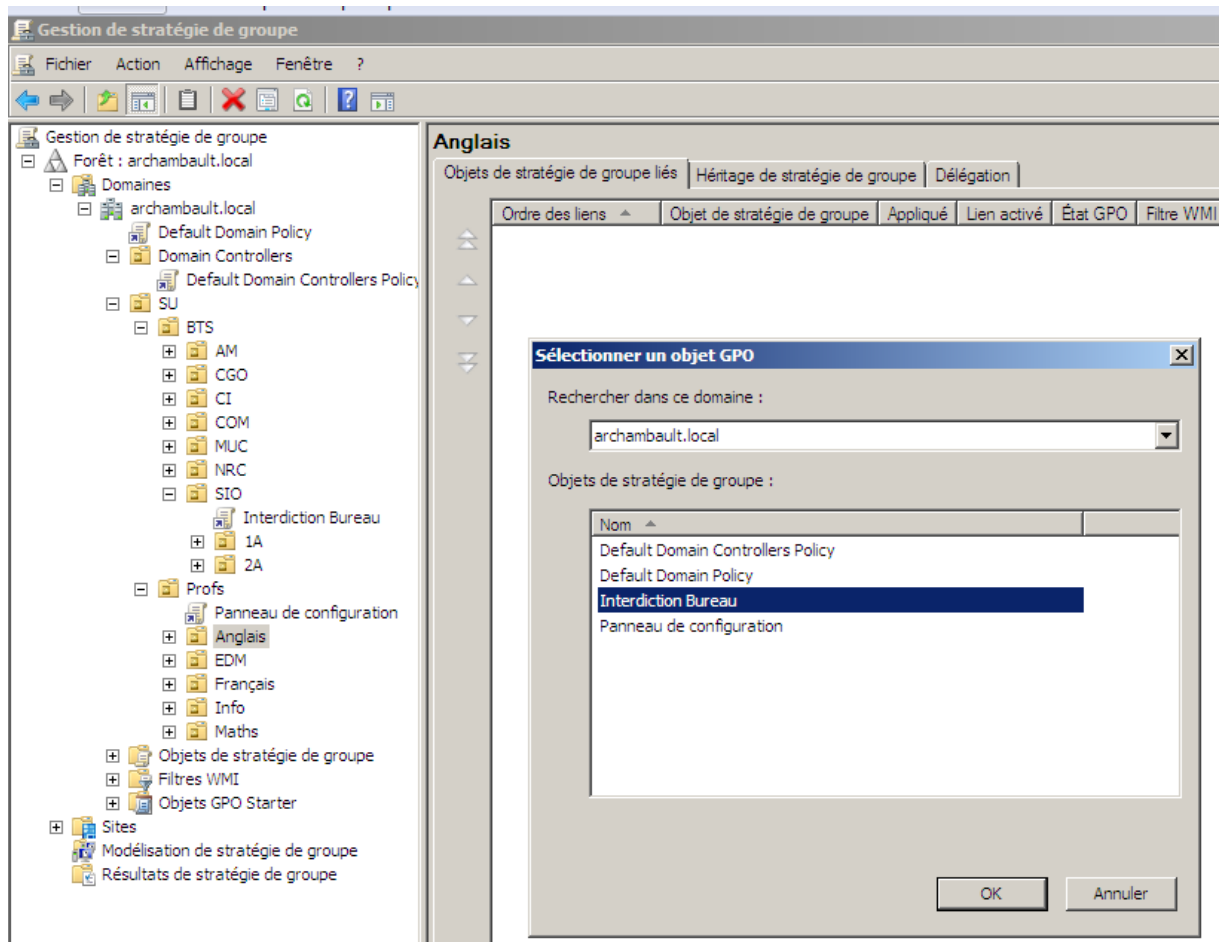 Gestion de stratégie de groupe
Fichier Action Affichage Fenêtre ?
Gestion de stratégie de groupe
Forêt : archambault.local
Domaines
archambault.local
Default Domain Policy
Domain Controllers
Default Domain Controllers Policy
SU
BTS
AM
CGO
CI
COM
MUC
NRC
SIO
Interdiction Bureau
1A
2A
Profs
Panneau de configuration
Anglais
EDM
Français
Info
Maths
Objets de stratégie de groupe
Filtres WMI
Objets GPO Starter
Sites
Modélisation de stratégie de groupe
Résultats de stratégie de groupe
Anglais
Objets de stratégie de groupe liés Héritage de stratégie de groupe Délégation
Ordre des liens Objet de stratégie de groupe Appliqué Lien activé État GPO Filtre WMI
Sélectionner un objet GPO
Rechercher dans ce domaine :
archambault.local
Objets de stratégie de groupe :
Nom
Default Domain Controllers Policy
Default Domain Policy
Interdiction Bureau
Panneau de configuration
OK Annuler